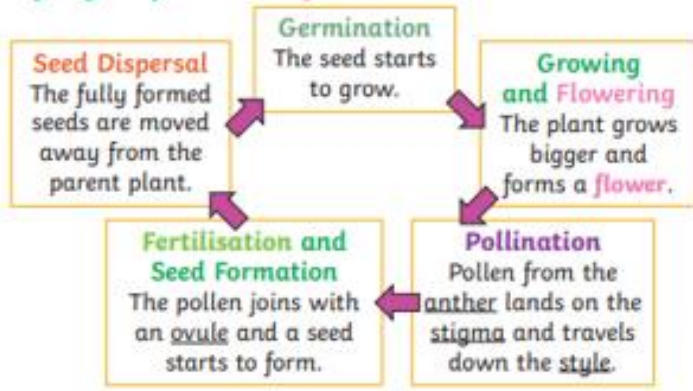 Germination
The seed starts
to grow.
Growing
and Flowering
The plant grows
bigger and
forms a flower.
Pollination
Pollen from the
anther lands on the
stigma and travels
down the style.
Fertilisation and
Seed Formation
The pollen joins with
an ovule and a seed
starts to form.
Seed Dispersal
The fully formed
seeds are moved
away from the
parent plant.